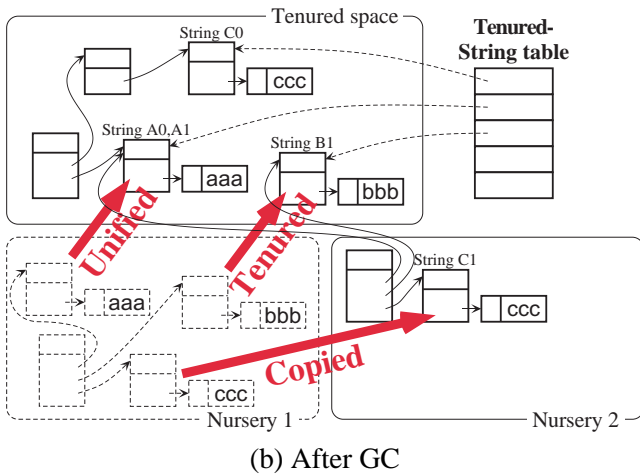 Tenured space
String C0
ccc
Tenured-
String table
String A0,A1
aaa
String B1
bbb
Unified
Tenured
aaa
bbb
ccc
Copied
String C1
ccc
Nursery 1
Nursery 2
(b) After GC